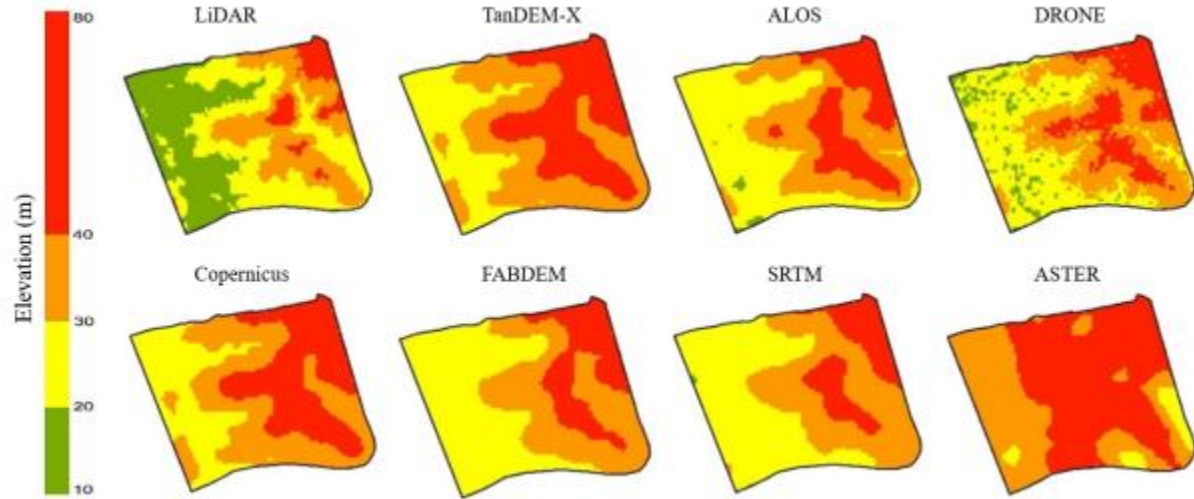 LiDAR TanDEM-X ALOS DRONE
80
40
30
20
10
Elevation (m)
Copernicus FABDEM SRTM ASTER